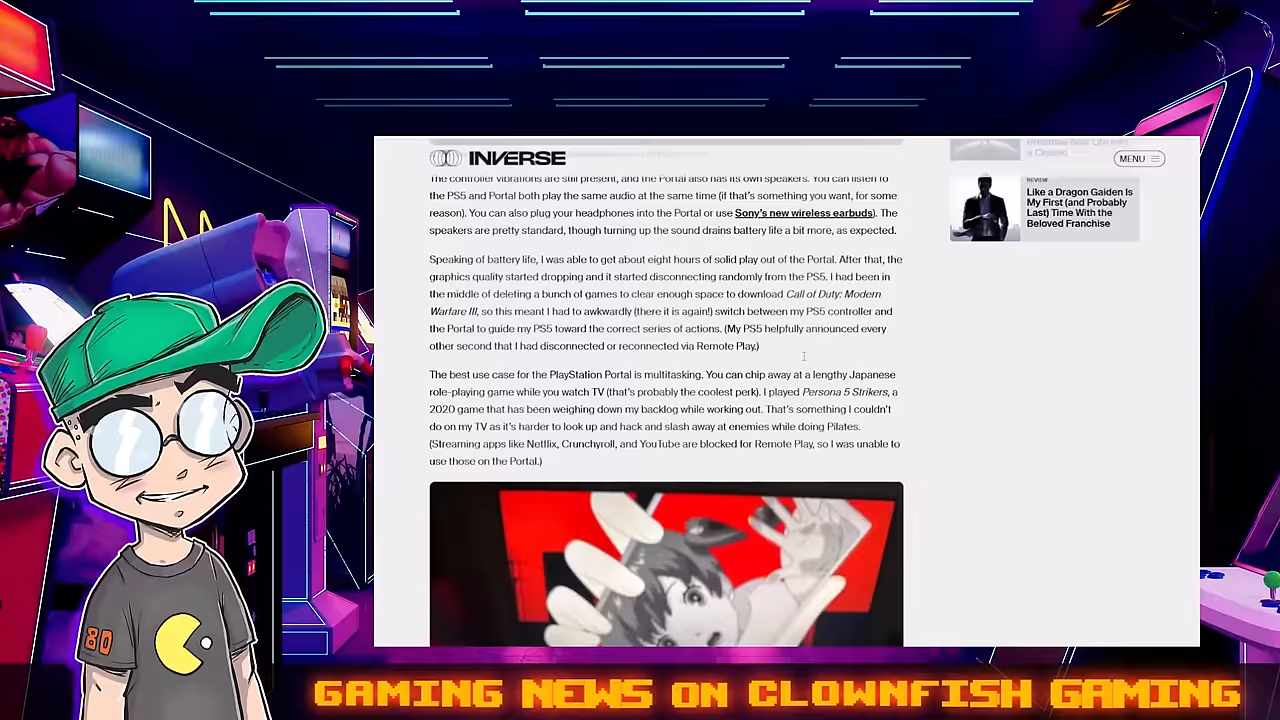 INVERSE
MENU
The controller vibrations are still present, and the Portal also has its own speakers. You can listen to
the PS5 and Portal both play the same audio at the same time (if that's something you want, for some
reason). You can also plug your headphones into the Portal or use Sony's new wireless earbuds). The
speakers are pretty standard, though turning up the sound drains battery life a bit more, as expected.
Speaking of battery life, I was able to get about eight hours of solid play out of the Portal. After that, the
graphics quality started dropping and it started disconnecting randomly from the PS5. I had been in
the middle of deleting a bunch of games to clear enough space to download Call of Duty: Modern
Warfare III, so this meant I had to awkwardly (there it is again!) switch between my PS5 controller and
the Portal to guide my PS5 toward the correct series of actions. (My PS5 helpfully announced every
other second that I had disconnected or reconnected via Remote Play.)
The best use case for the PlayStation Portal is multitasking. You can chip away at a lengthy Japanese
role-playing game while you watch TV (that's probably the coolest perk). I played Persona 5 Strikers, a
2020 game that has been weighing down my backlog while working out. That's something I couldn't
do on my TV as it's harder to look up and hack and slash away at enemies while doing Pilates.
(Streaming apps like Netflix, Crunchyroll, and YouTube are blocked for Remote Play, so I was unable to
use those on the Portal.)
REVIEW
Like a Dragon Gaiden Is
My First (and Probably
Last) Time With the
Beloved Franchise
80
GAMING NEWS ON CLOWNFISH GAMING